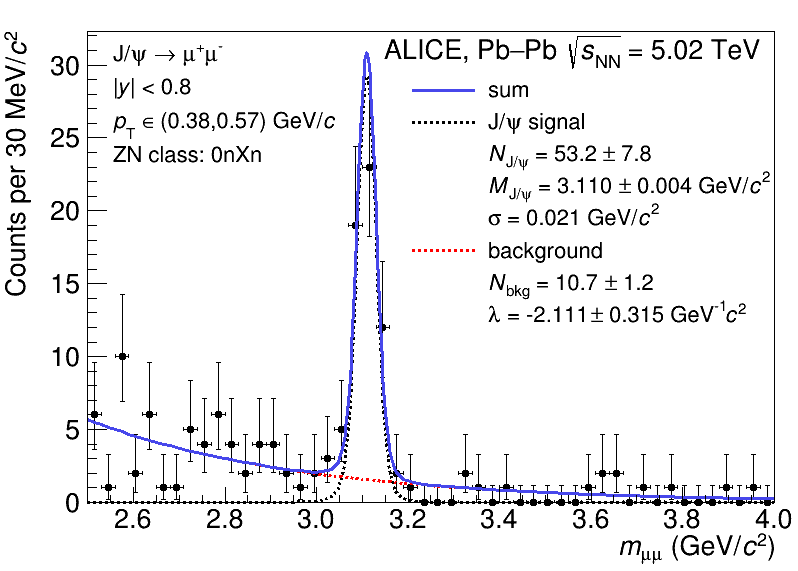 J/ψ → μ⁺μ⁻
|y| < 0.8
p_T ∈ (0.38,0.57) GeV/c
ZN class: 0nXn
ALICE, Pb–Pb √s_NN = 5.02 TeV
sum
J/ψ signal
N_J/ψ = 53.2 ± 7.8
M_J/ψ = 3.110 ± 0.004 GeV/c²
σ = 0.021 GeV/c²
background
N_bkg = 10.7 ± 1.2
λ = -2.111 ± 0.315 GeV⁻¹c²
Counts per 30 MeV/c²
30
25
20
15
10
5
0
2.6 2.8 3.0 3.2 3.4 3.6 3.8 4.0
m_μμ (GeV/c²)